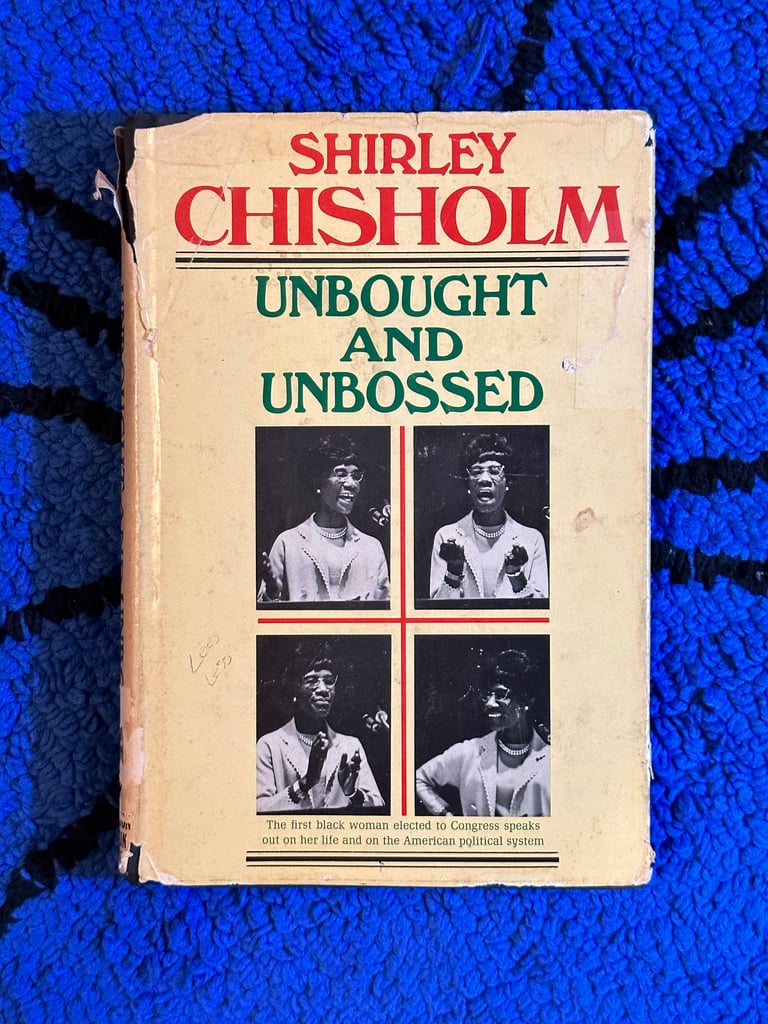 SHIRLEY
CHISHOLM
UNBOUGHT
AND
UNBOSSED
The first black woman elected to Congress speaks
out on her life and on the American political system